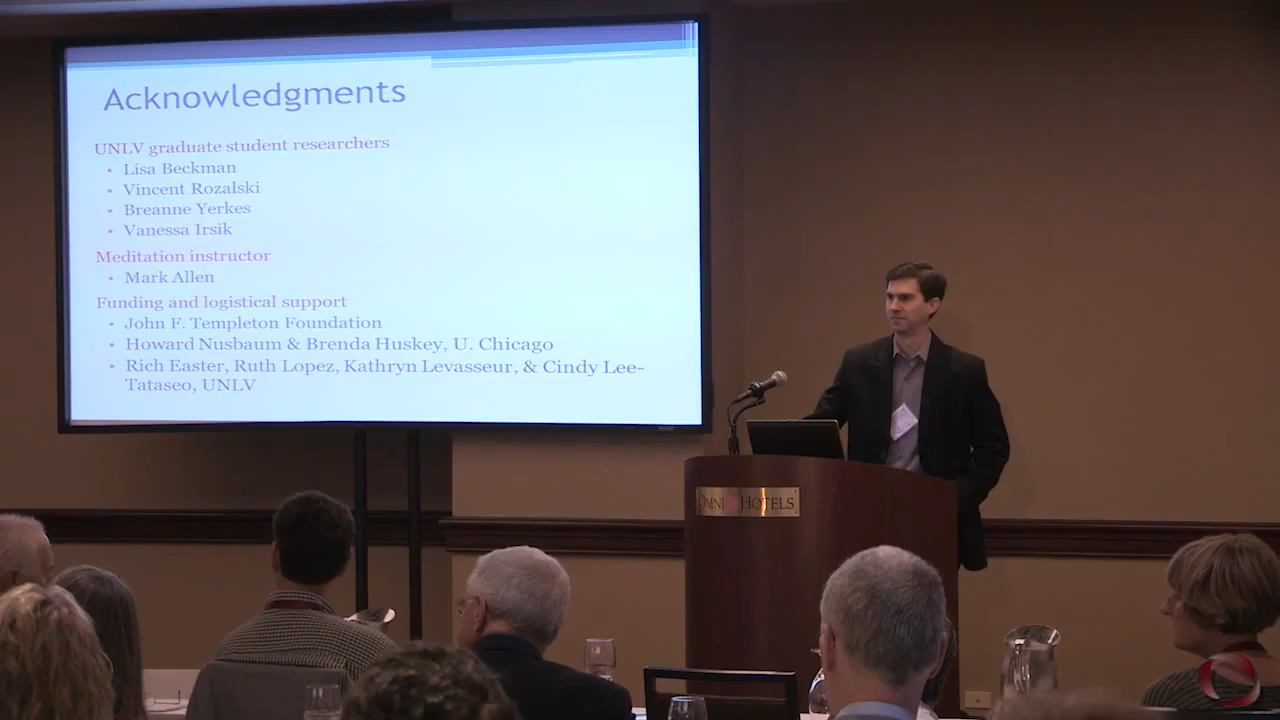 Acknowledgments
UNLV graduate student researchers
• Lisa Beckman
• Vincent Rozalski
• Breanne Yerkes
• Vanessa Irsik
Meditation instructor
• Mark Allen
Funding and logistical support
• John F. Templeton Foundation
• Howard Nusbaum & Brenda Huskey, U. Chicago
• Rich Easter, Ruth Lopez, Kathryn Levasseur, & Cindy Lee-
Tataseo, UNLV
OMNI HOTELS